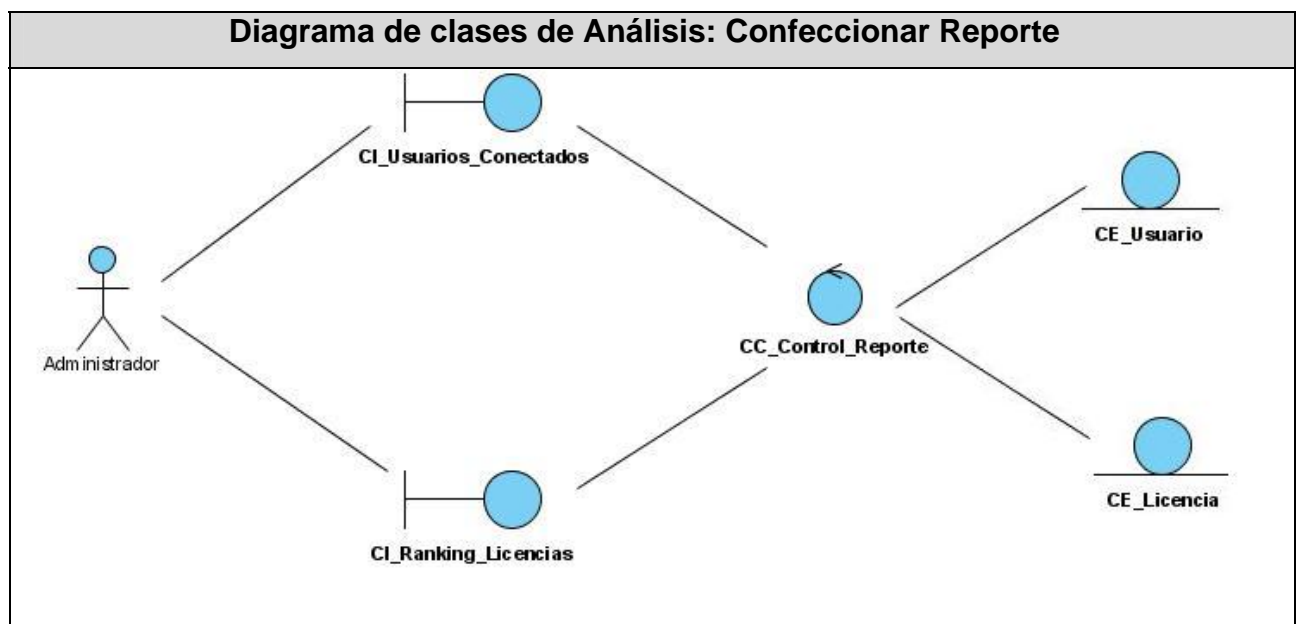 Diagrama de clases de Análisis: Confeccionar Reporte
CI_Usuarios_Conectados
CE_Usuario
Administrador
CC_Control_Reporte
CE_Licencia
CI_Ranking_Licencias